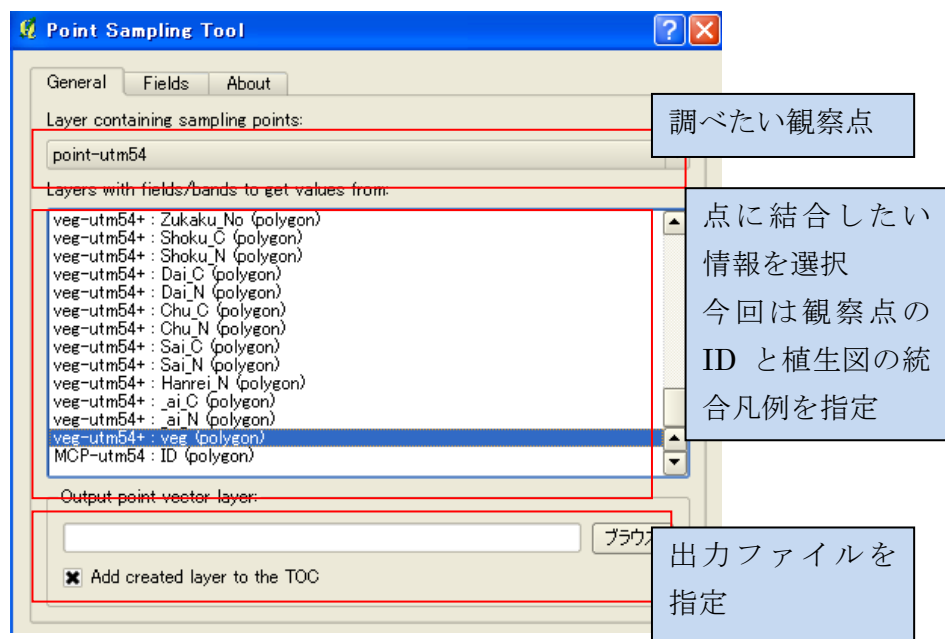 Point Sampling Tool
General Fields About
Layer containing sampling points:
point-utm54
調べたい観察点
Layers with fields/bands to get values from:
veg-utm54+ : Zukaku_No (polygon)
veg-utm54+ : Shoku_C (polygon)
veg-utm54+ : Shoku_N (polygon)
veg-utm54+ : Dai_C (polygon)
veg-utm54+ : Dai_N (polygon)
veg-utm54+ : Chu_C (polygon)
veg-utm54+ : Chu_N (polygon)
veg-utm54+ : Sai_C (polygon)
veg-utm54+ : Sai_N (polygon)
veg-utm54+ : Hanrei_N (polygon)
veg-utm54+ : _ai_C (polygon)
veg-utm54+ : _ai_N (polygon)
veg-utm54+ : veg (polygon)
MCP-utm54 : ID (polygon)
点に結合したい
情報を選択
今回は観察点の
ID と植生図の統
合凡例を指定
Output point vector layer:
ブラウズ
Add created layer to the TOC
出力ファイルを
指定